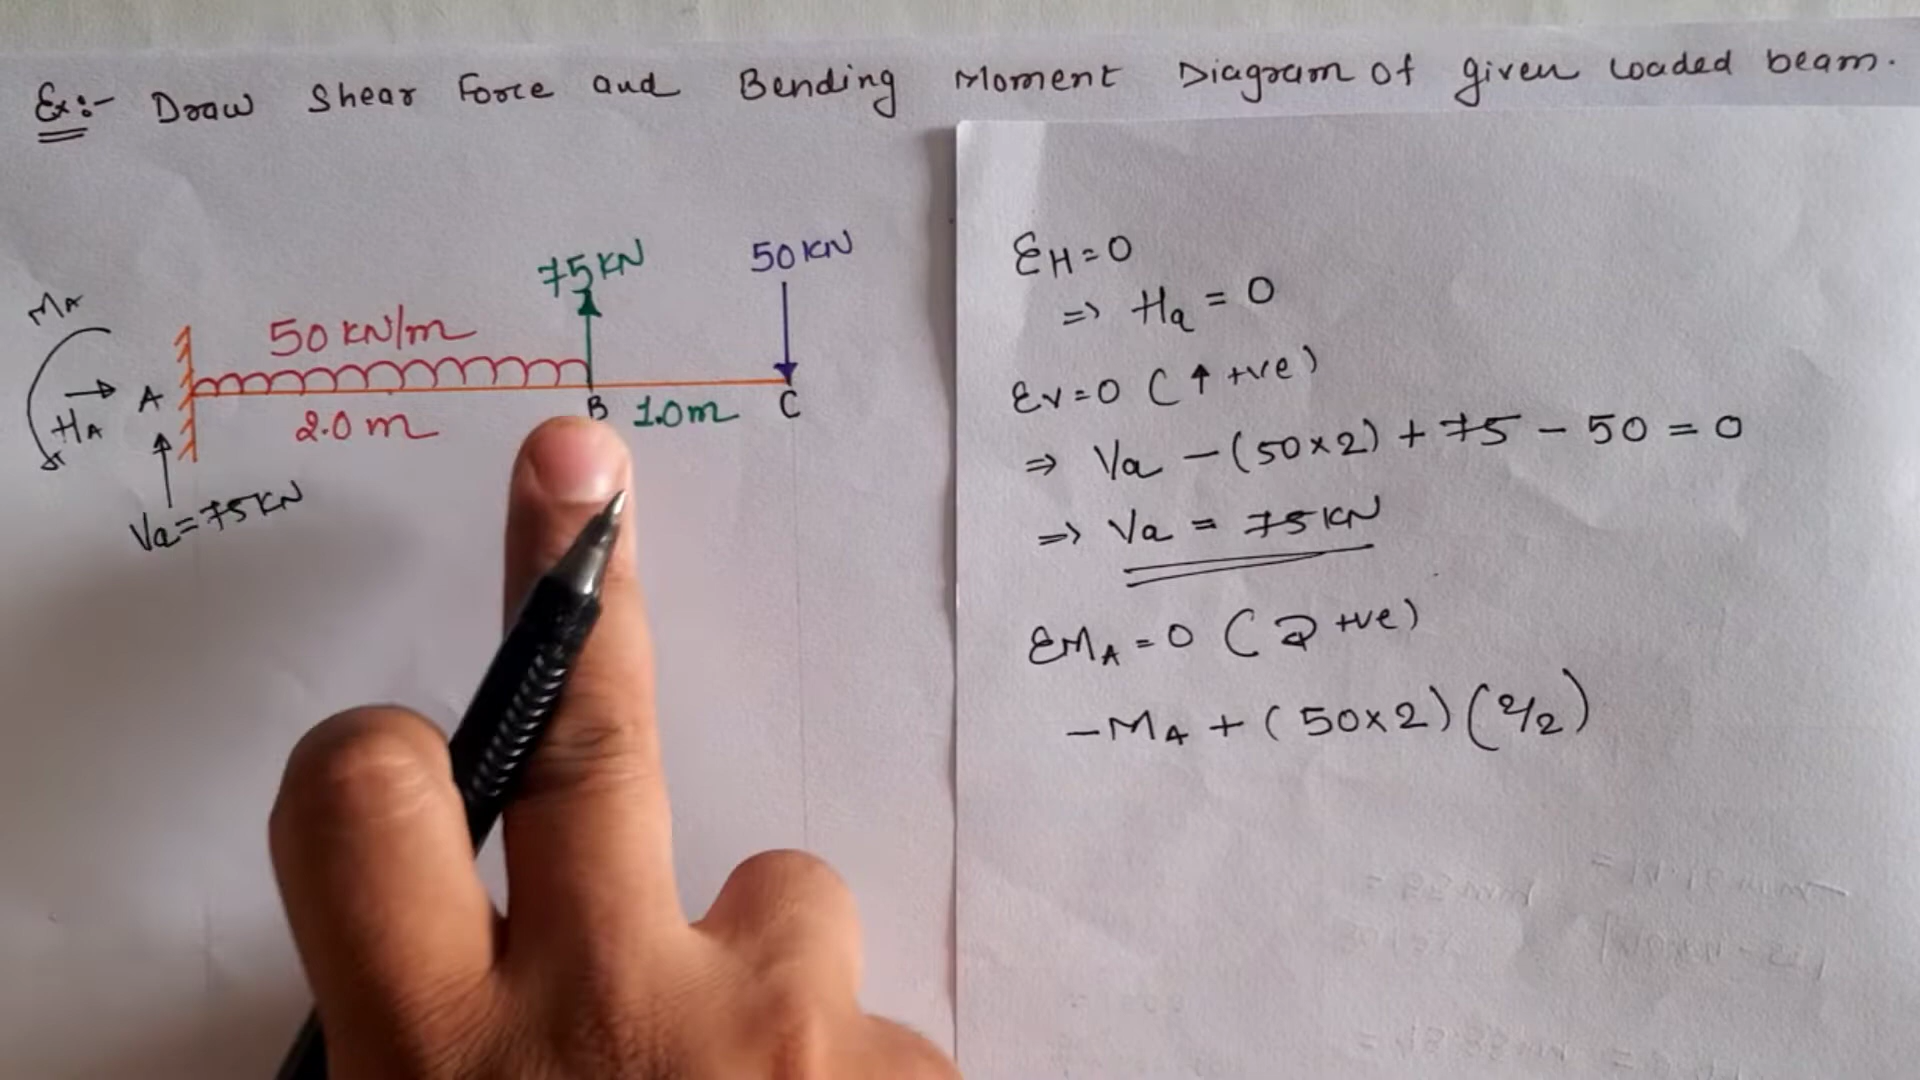 Ex:- Draw Shear Force and Bending Moment Diagram of given loaded beam.
75 KN
50 KN
MA
50 KN/m
A
HA
2.0 m
B
1.0m
C
Va = 75 KN
ΣH = 0
⇒ Ha = 0
ΣV = 0 (↑ +ve)
⇒ Va - (50×2) + 75 - 50 = 0
⇒ Va = 75 KN
ΣMA = 0 (↻ +ve)
-MA + (50×2) (2/2)